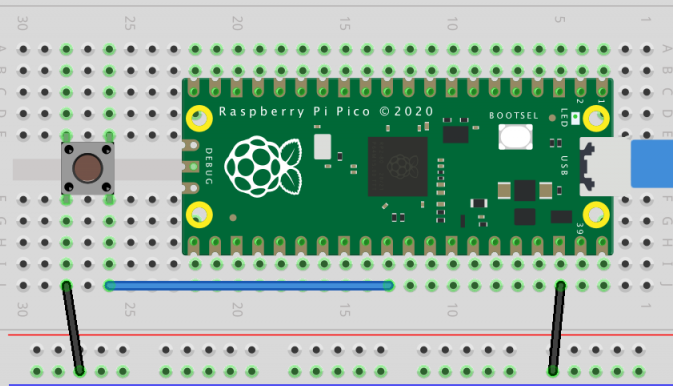 30 25 20 15 10 5 1
A A
B B
C C
D D
E E
Raspberry Pi Pico ©2020
BOOTSEL
LED
2
1
DEBUG
USB
39
F F
G G
H H
I I
J J
30 25 20 15 10 5 1